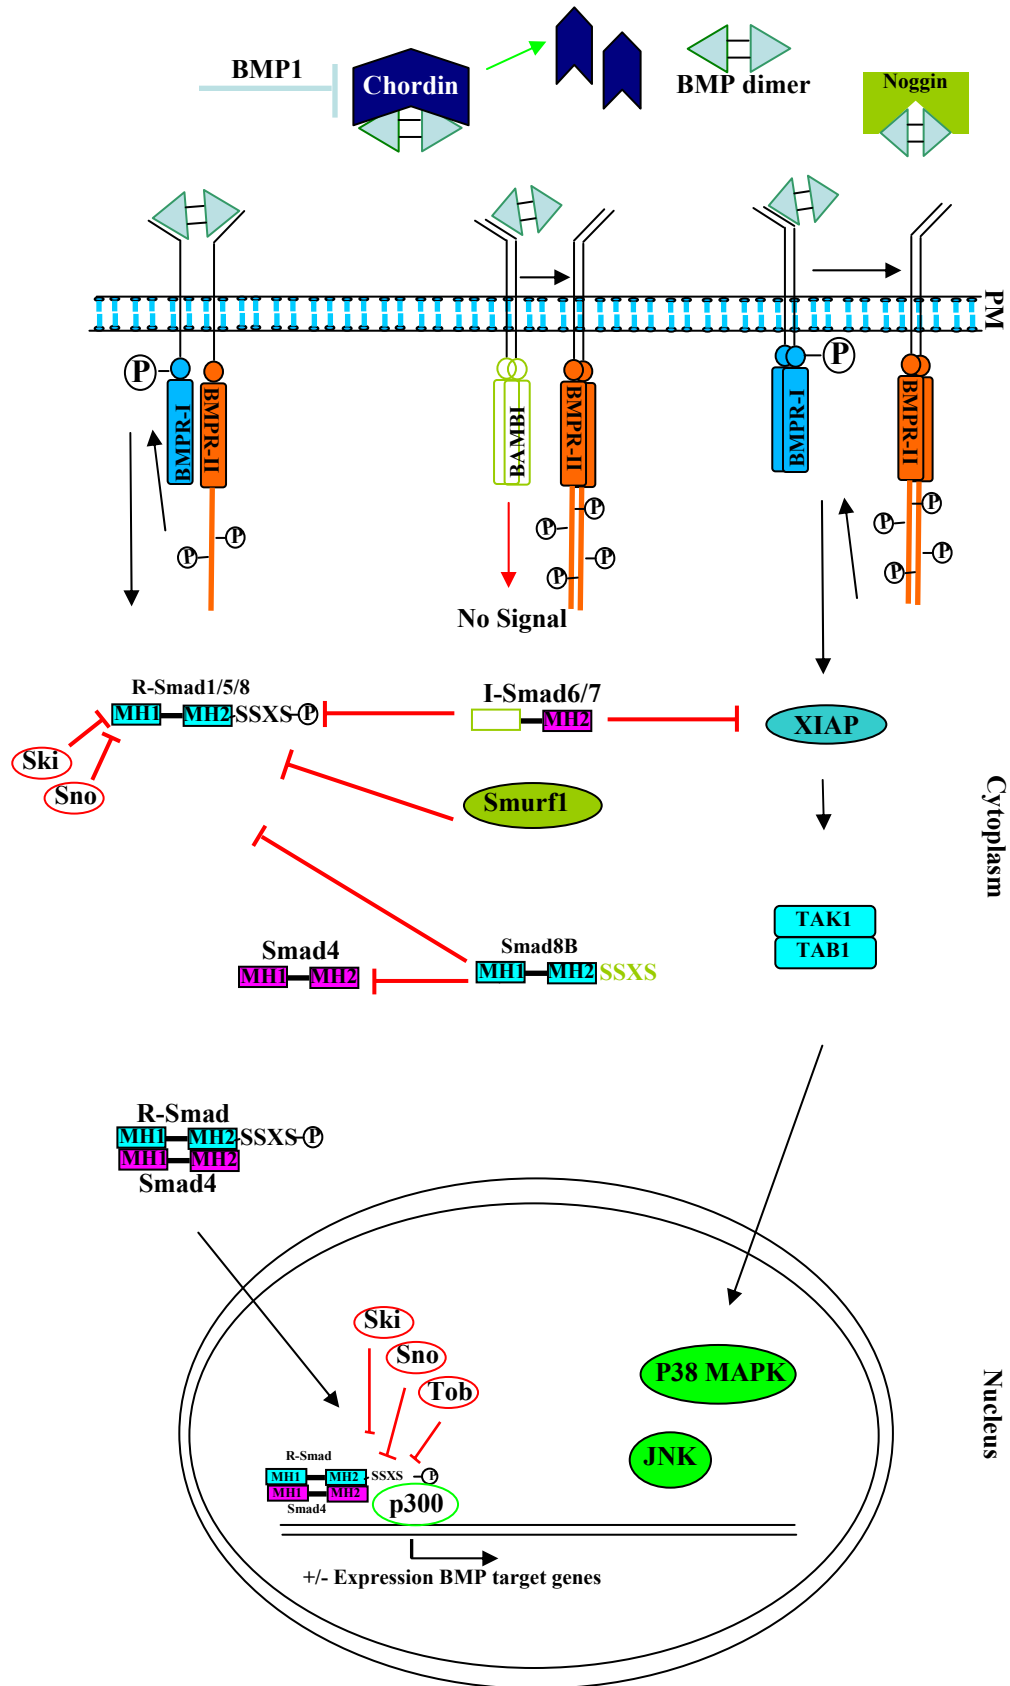 BMP1
Chordin
BMP dimer
Noggin
PM
P
BMPR-I
BMPR-II
P
P
BAMBI
BMPR-II
P
P
P
P
No Signal
P
BMPR-I
BMPR-II
P
P
P
P
R-Smad1/5/8
MH1
MH2
SSXS
P
Ski
Sno
I-Smad6/7
MH2
XIAP
Smurf1
Cytoplasm
TAK1
TAB1
Smad4
MH1
MH2
Smad8B
MH1
MH2
SSXS
R-Smad
MH1
MH2
SSXS
P
MH1
MH2
Smad4
Ski
Sno
Tob
P38 MAPK
JNK
Nucleus
R-Smad
MH1
MH2
SSXS
P
MH1
MH2
Smad4
p300
+/- Expression BMP target genes